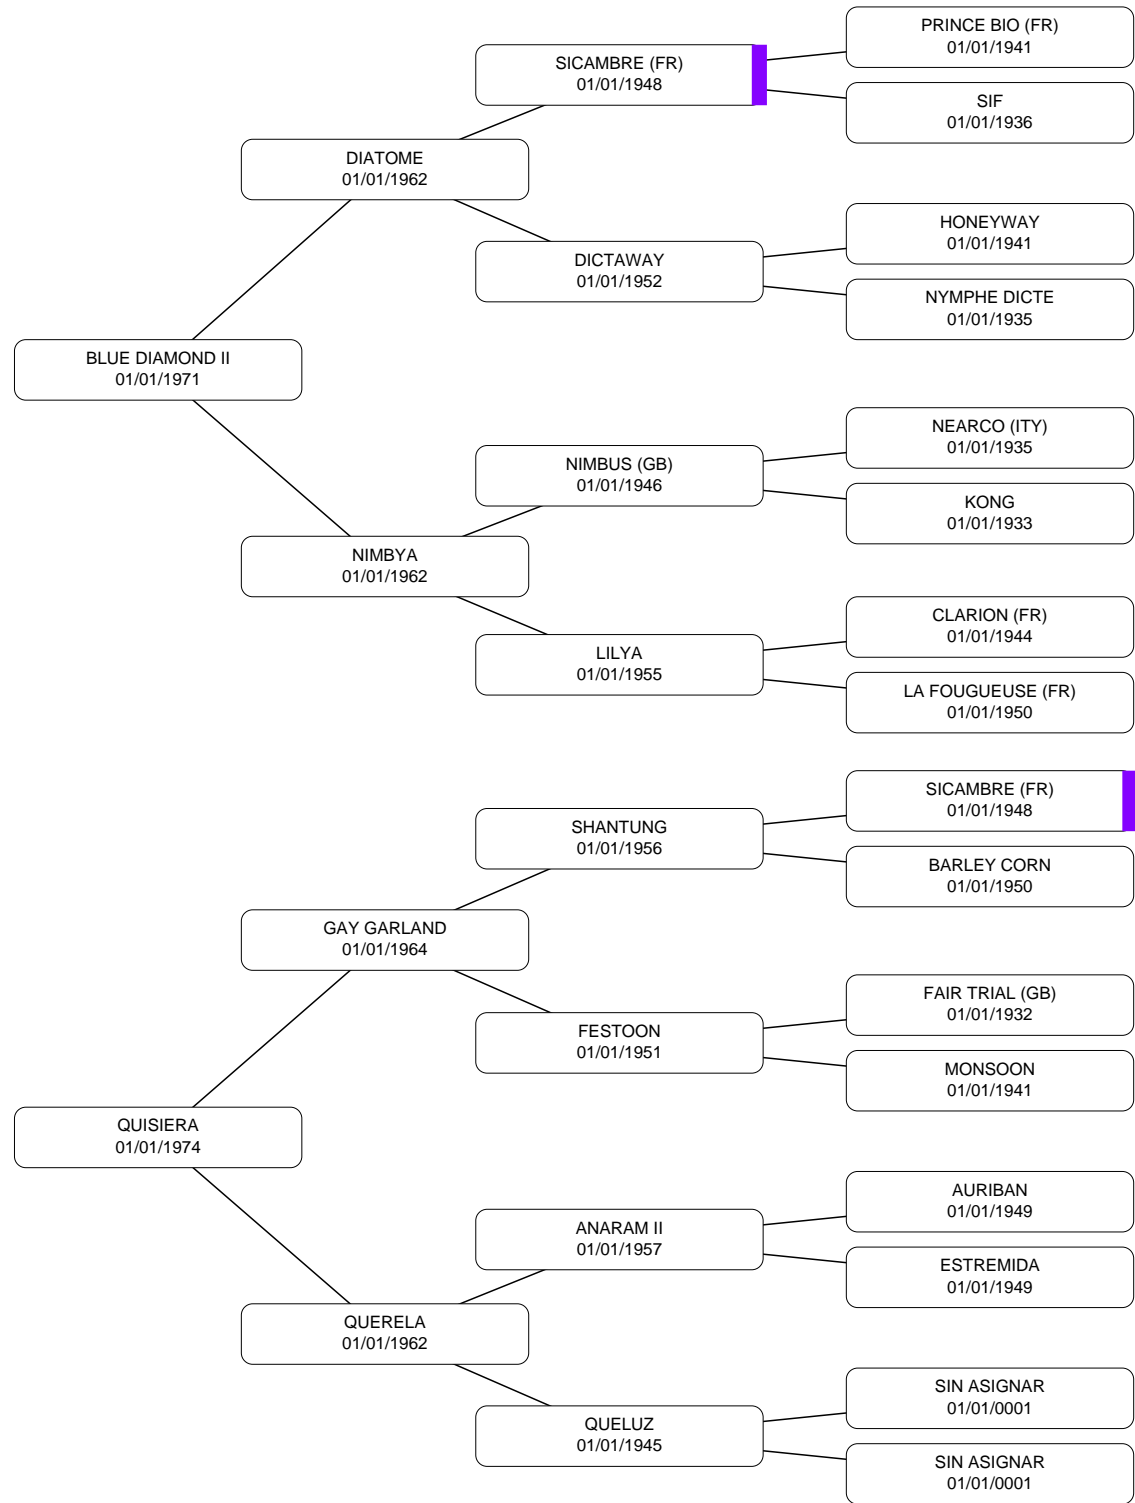 PRINCE BIO (FR)
01/01/1941
SICAMBRE (FR)
01/01/1948
SIF
01/01/1936
DIATOME
01/01/1962
HONEYWAY
01/01/1941
DICTAWAY
01/01/1952
NYMPHE DICTE
01/01/1935
BLUE DIAMOND II
01/01/1971
NEARCO (ITY)
01/01/1935
NIMBUS (GB)
01/01/1946
KONG
01/01/1933
NIMBYA
01/01/1962
CLARION (FR)
01/01/1944
LILYA
01/01/1955
LA FOUGUEUSE (FR)
01/01/1950
SICAMBRE (FR)
01/01/1948
SHANTUNG
01/01/1956
BARLEY CORN
01/01/1950
GAY GARLAND
01/01/1964
FAIR TRIAL (GB)
01/01/1932
FESTOON
01/01/1951
MONSOON
01/01/1941
QUISIERA
01/01/1974
AURIBAN
01/01/1949
ANARAM II
01/01/1957
ESTREMIDA
01/01/1949
QUERELA
01/01/1962
SIN ASIGNAR
01/01/0001
QUELUZ
01/01/1945
SIN ASIGNAR
01/01/0001